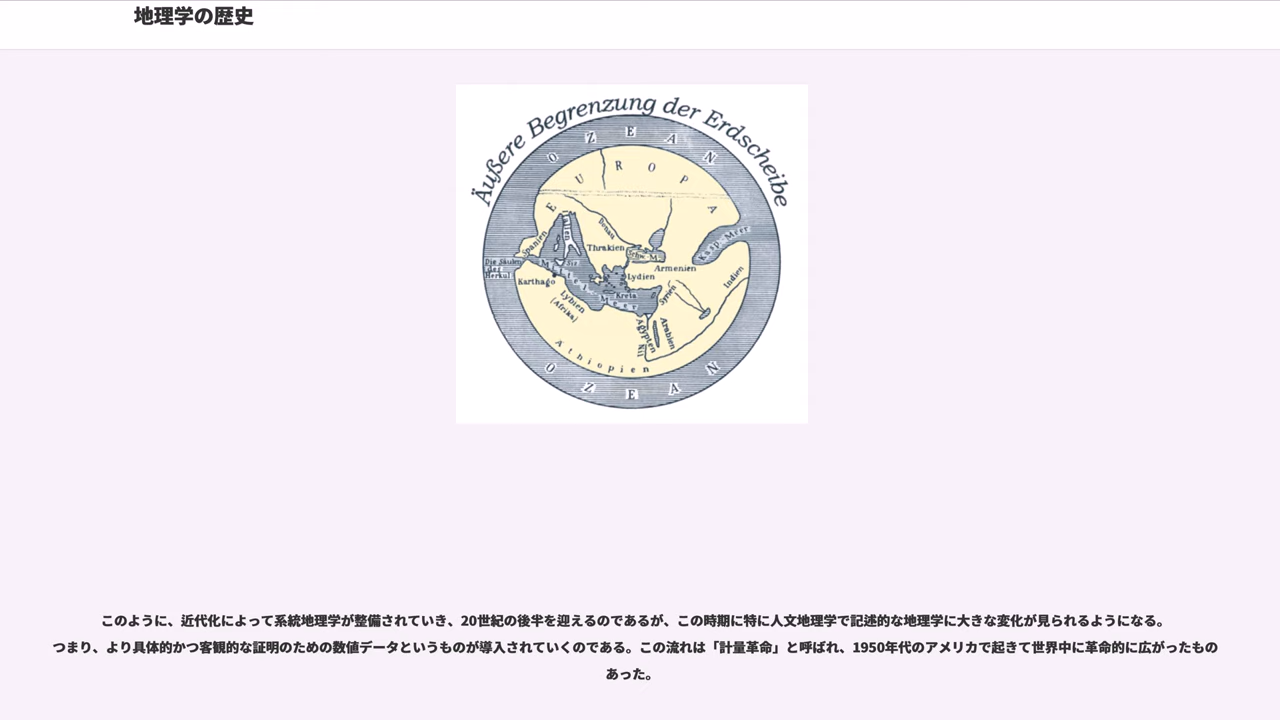 地理学の歴史
Äußere Begrenzung der Erdscheibe
OZEAN
EUROPA
Spanien
Donau
Thrakien
Schw. M.
Kasp. Meer
Die Säulen
des
Herkul
Siz.
Armenien
Lydien
Karthago
Mittel Meer
Kreta
Syrien
Indien
Lybien
(Afrika)
Ägypten
Nil
Arabien
Äthiopien
OZEAN
このように、近代化によって系統地理学が整備されていき、20世紀の後半を迎えるのであるが、この時期に特に人文地理学で記述的な地理学に大きな変化が見られるようになる。
つまり、より具体的かつ客観的な証明のための数値データというものが導入されていくのである。この流れは「計量革命」と呼ばれ、1950年代のアメリカで起きて世界中に革命的に広がったもの
あった。